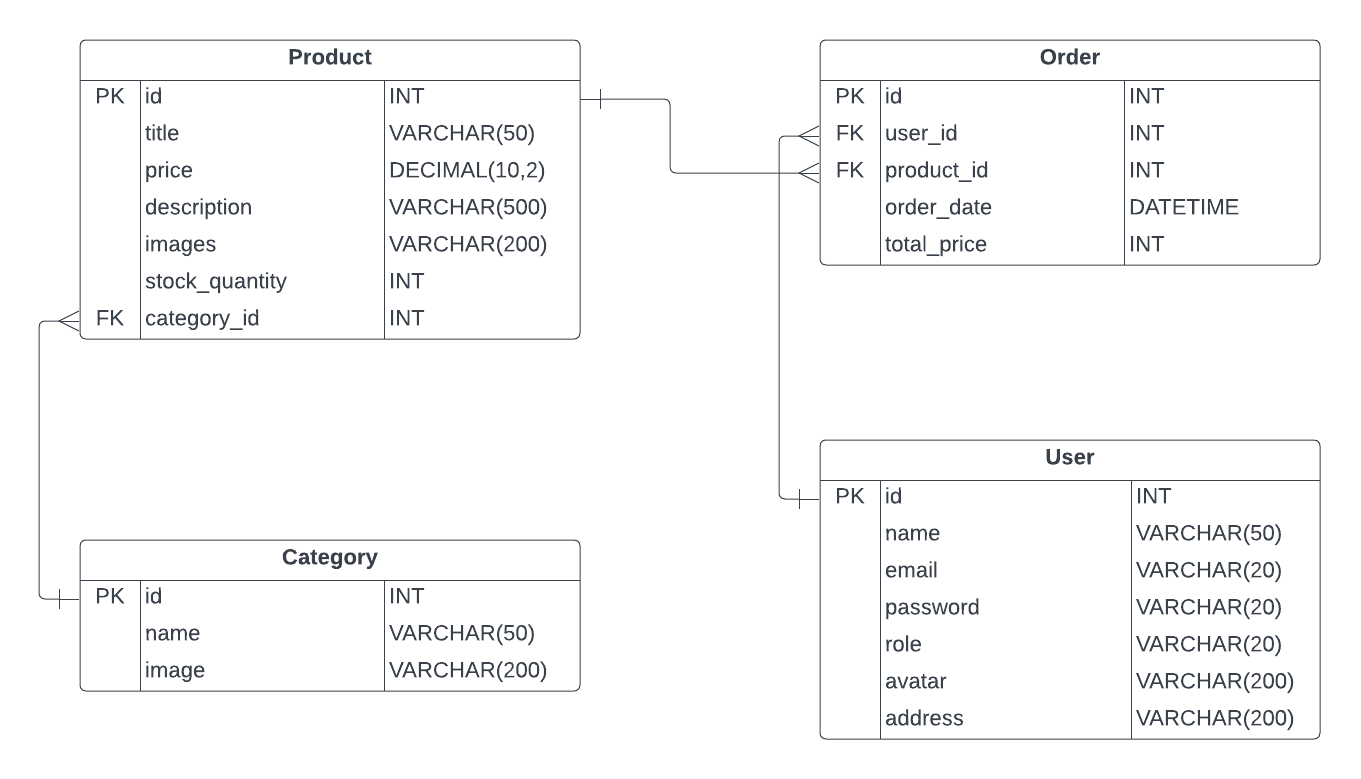 Product
PK id INT
title VARCHAR(50)
price DECIMAL(10,2)
description VARCHAR(500)
images VARCHAR(200)
stock_quantity INT
FK category_id INT
Order
PK id INT
FK user_id INT
FK product_id INT
order_date DATETIME
total_price INT
Category
PK id INT
name VARCHAR(50)
image VARCHAR(200)
User
PK id INT
name VARCHAR(50)
email VARCHAR(20)
password VARCHAR(20)
role VARCHAR(20)
avatar VARCHAR(200)
address VARCHAR(200)